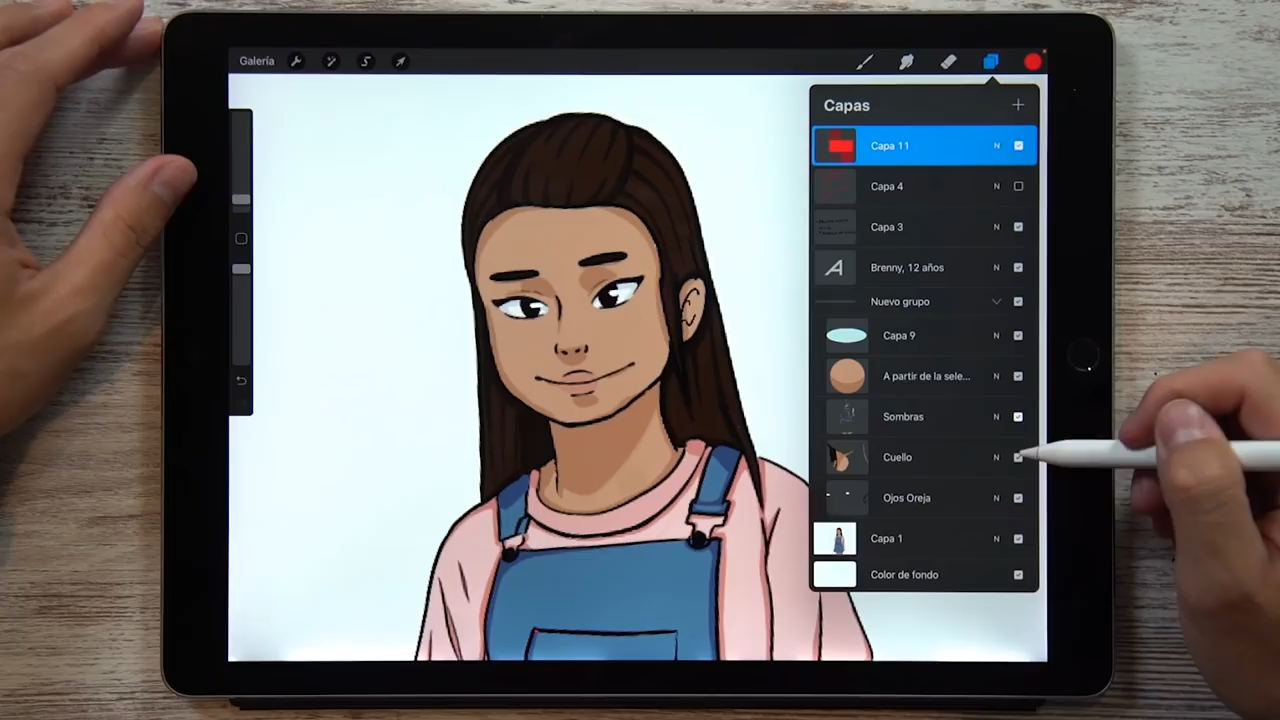 Galería
Capas
Capa 11 N
Capa 4 N
Capa 3 N
A Brenny, 12 años N
Nuevo grupo
Capa 9 N
A partir de la sele... N
Sombras N
Cuello N
Ojos Oreja N
Capa 1 N
Color de fondo